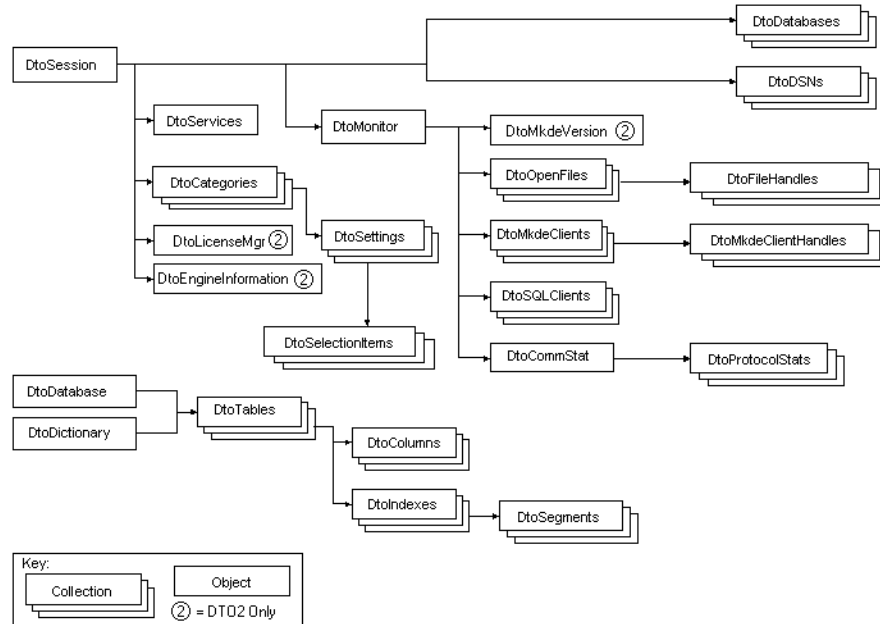 DtoSession
DtoDatabases
DtoDSNs
DtoServices
DtoMonitor
DtoMkdeVersion ②
DtoCategories
DtoOpenFiles
DtoFileHandles
DtoLicenseMgr ②
DtoSettings
DtoMkdeClients
DtoMkdeClientHandles
DtoEngineInformation ②
DtoSQLClients
DtoSelectionItems
DtoCommStat
DtoProtocolStats
DtoDatabase
DtoDictionary
DtoTables
DtoColumns
DtoIndexes
DtoSegments
Key:
Collection
Object
② = DTO2 Only